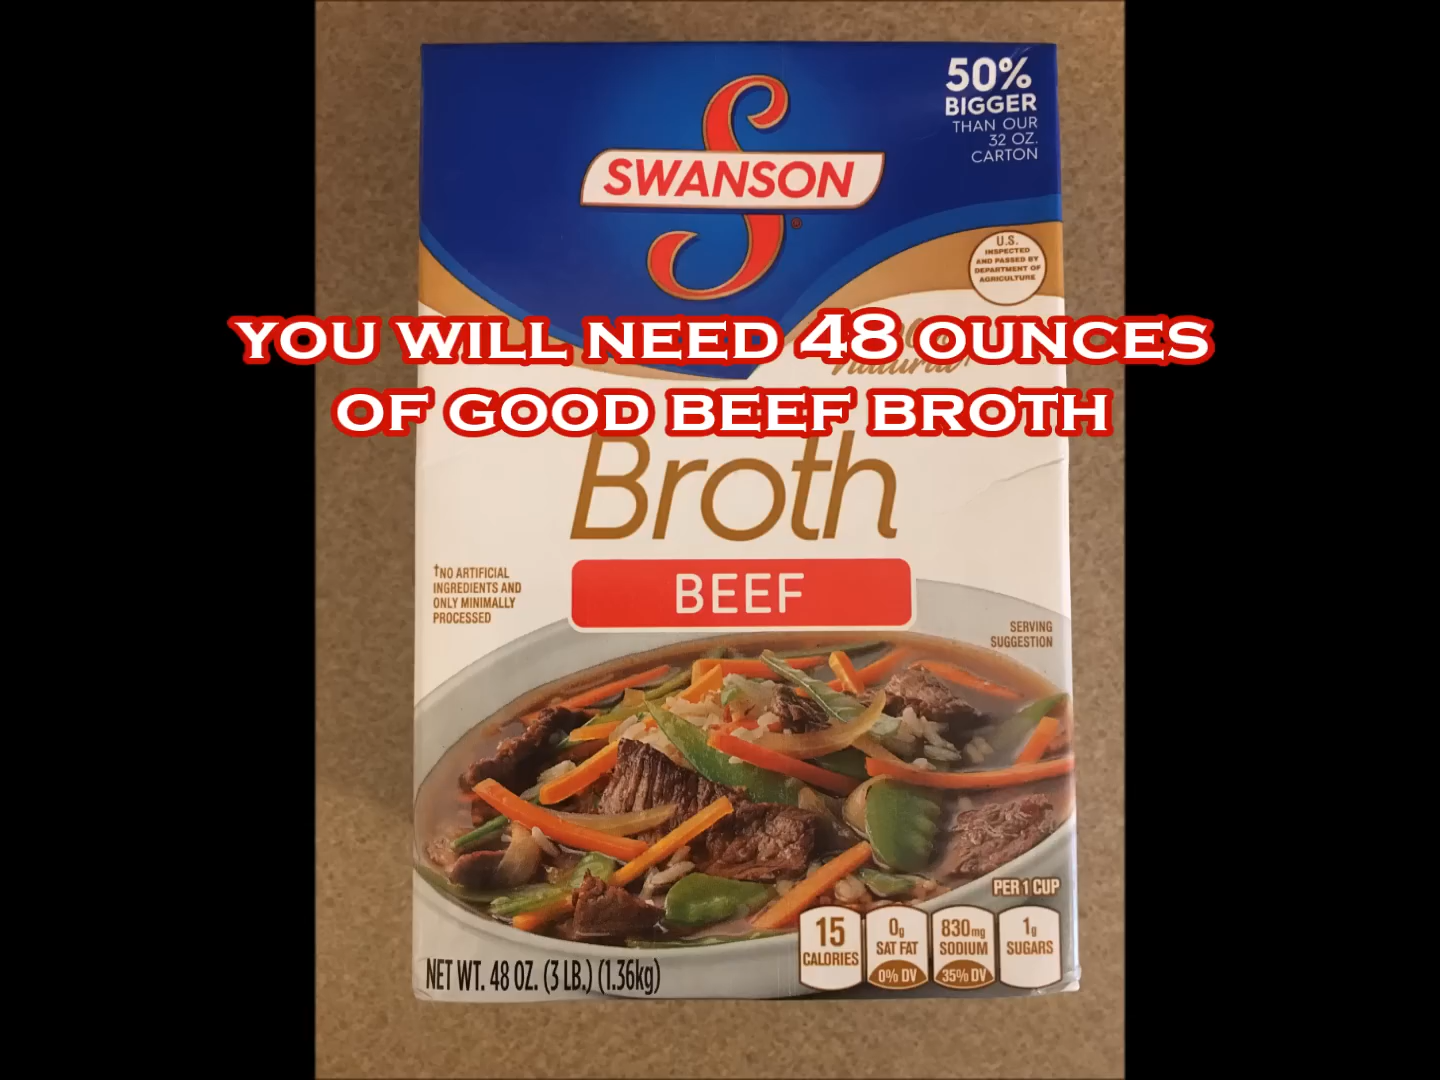 50%
BIGGER
THAN OUR
32 OZ.
CARTON
SWANSON
U.S.
INSPECTED
AND PASSED BY
DEPARTMENT OF
AGRICULTURE
YOU WILL NEED 48 OUNCES
OF GOOD BEEF BROTH
Broth
BEEF
†NO ARTIFICIAL
INGREDIENTS AND
ONLY MINIMALLY
PROCESSED
SERVING
SUGGESTION
PER 1 CUP
15
CALORIES
0g
SAT FAT
0% DV
830mg
SODIUM
35% DV
1g
SUGARS
NET WT. 48 OZ. (3 LB.) (1.36kg)